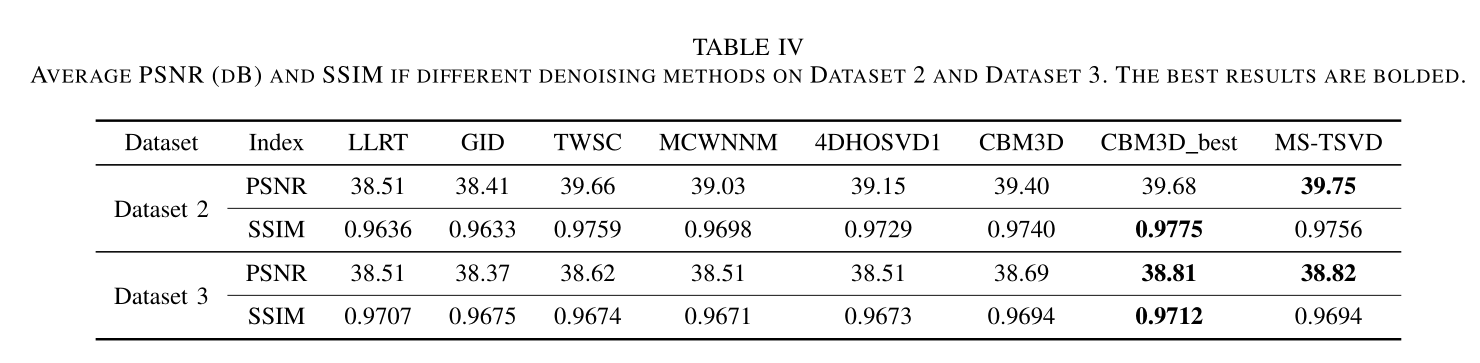 TABLE IV
AVERAGE PSNR (DB) AND SSIM IF DIFFERENT DENOISING METHODS ON DATASET 2 AND DATASET 3. THE BEST RESULTS ARE BOLDED.
Dataset Index LLRT GID TWSC MCWNNM 4DHOSVD1 CBM3D CBM3D_best MS-TSVD
Dataset 2
PSNR 38.51 38.41 39.66 39.03 39.15 39.40 39.68 39.75
SSIM 0.9636 0.9633 0.9759 0.9698 0.9729 0.9740 0.9775 0.9756
Dataset 3
PSNR 38.51 38.37 38.62 38.51 38.51 38.69 38.81 38.82
SSIM 0.9707 0.9675 0.9674 0.9671 0.9673 0.9694 0.9712 0.9694